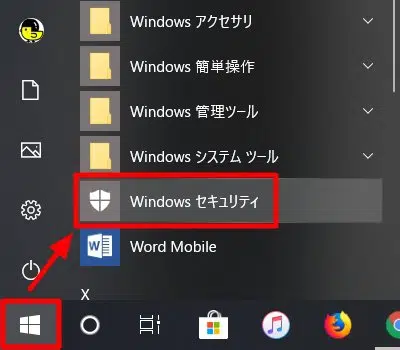 Windows アクセサリ
Windows 簡単操作
Windows 管理ツール
Windows システム ツール
Windows セキュリティ
Word Mobile
X